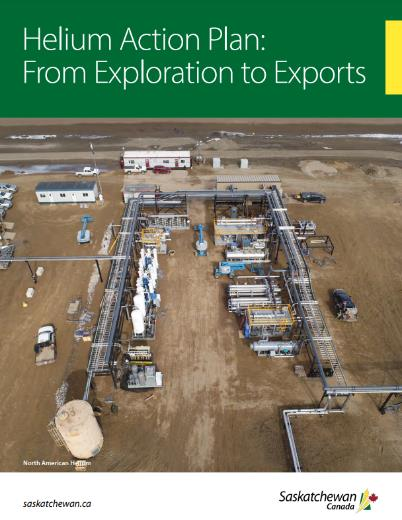 Helium Action Plan:
From Exploration to Exports
North American Helium
saskatchewan.ca
Saskatchewan
Canada